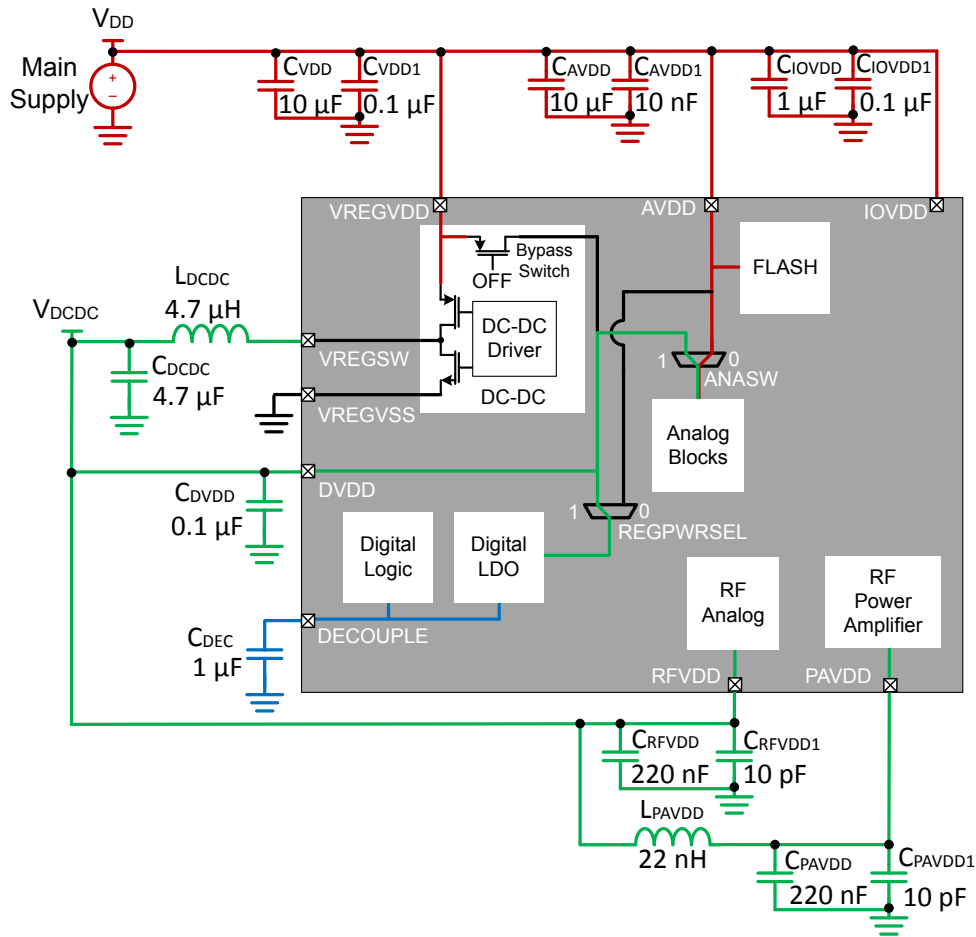 VDD
Main
Supply
+
–
CVDD
10 µF
CVDD1
0.1 µF
CAVDD
10 µF
CAVDD1
10 nF
CIOVDD
1 µF
CIOVDD1
0.1 µF
VREGVDD
AVDD
IOVDD
Bypass
Switch
OFF
FLASH
LDCDC
4.7 µH
VDCDC
VREGSW
DC-DC
Driver
DC-DC
CDCDC
4.7 µF
VREGVSS
1
0
ANASW
Analog
Blocks
DVDD
CDVDD
0.1 µF
1
0
REGPWRSEL
Digital
Logic
Digital
LDO
DECOUPLE
CDEC
1 µF
RF
Analog
RF
Power
Amplifier
RFVDD
PAVDD
CRFVDD
220 nF
CRFVDD1
10 pF
LPAVDD
22 nH
CPAVDD
220 nF
CPAVDD1
10 pF